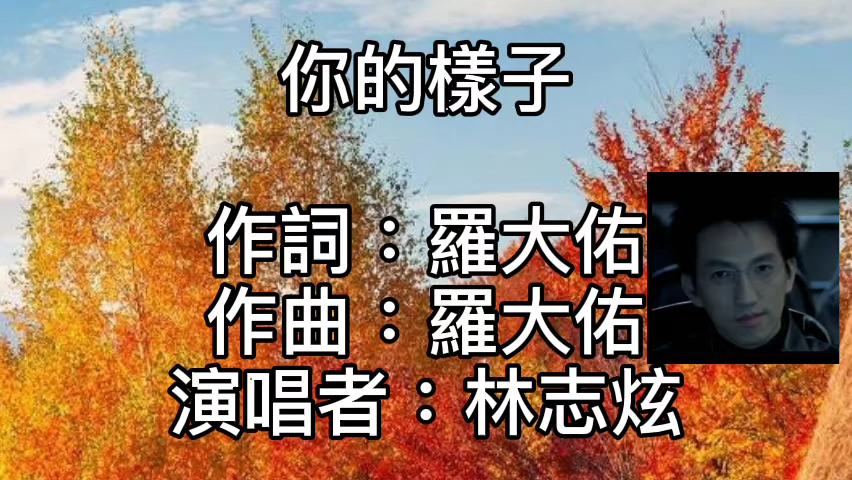 你的樣子
作詞：羅大佑
作曲：羅大佑
演唱者：林志炫